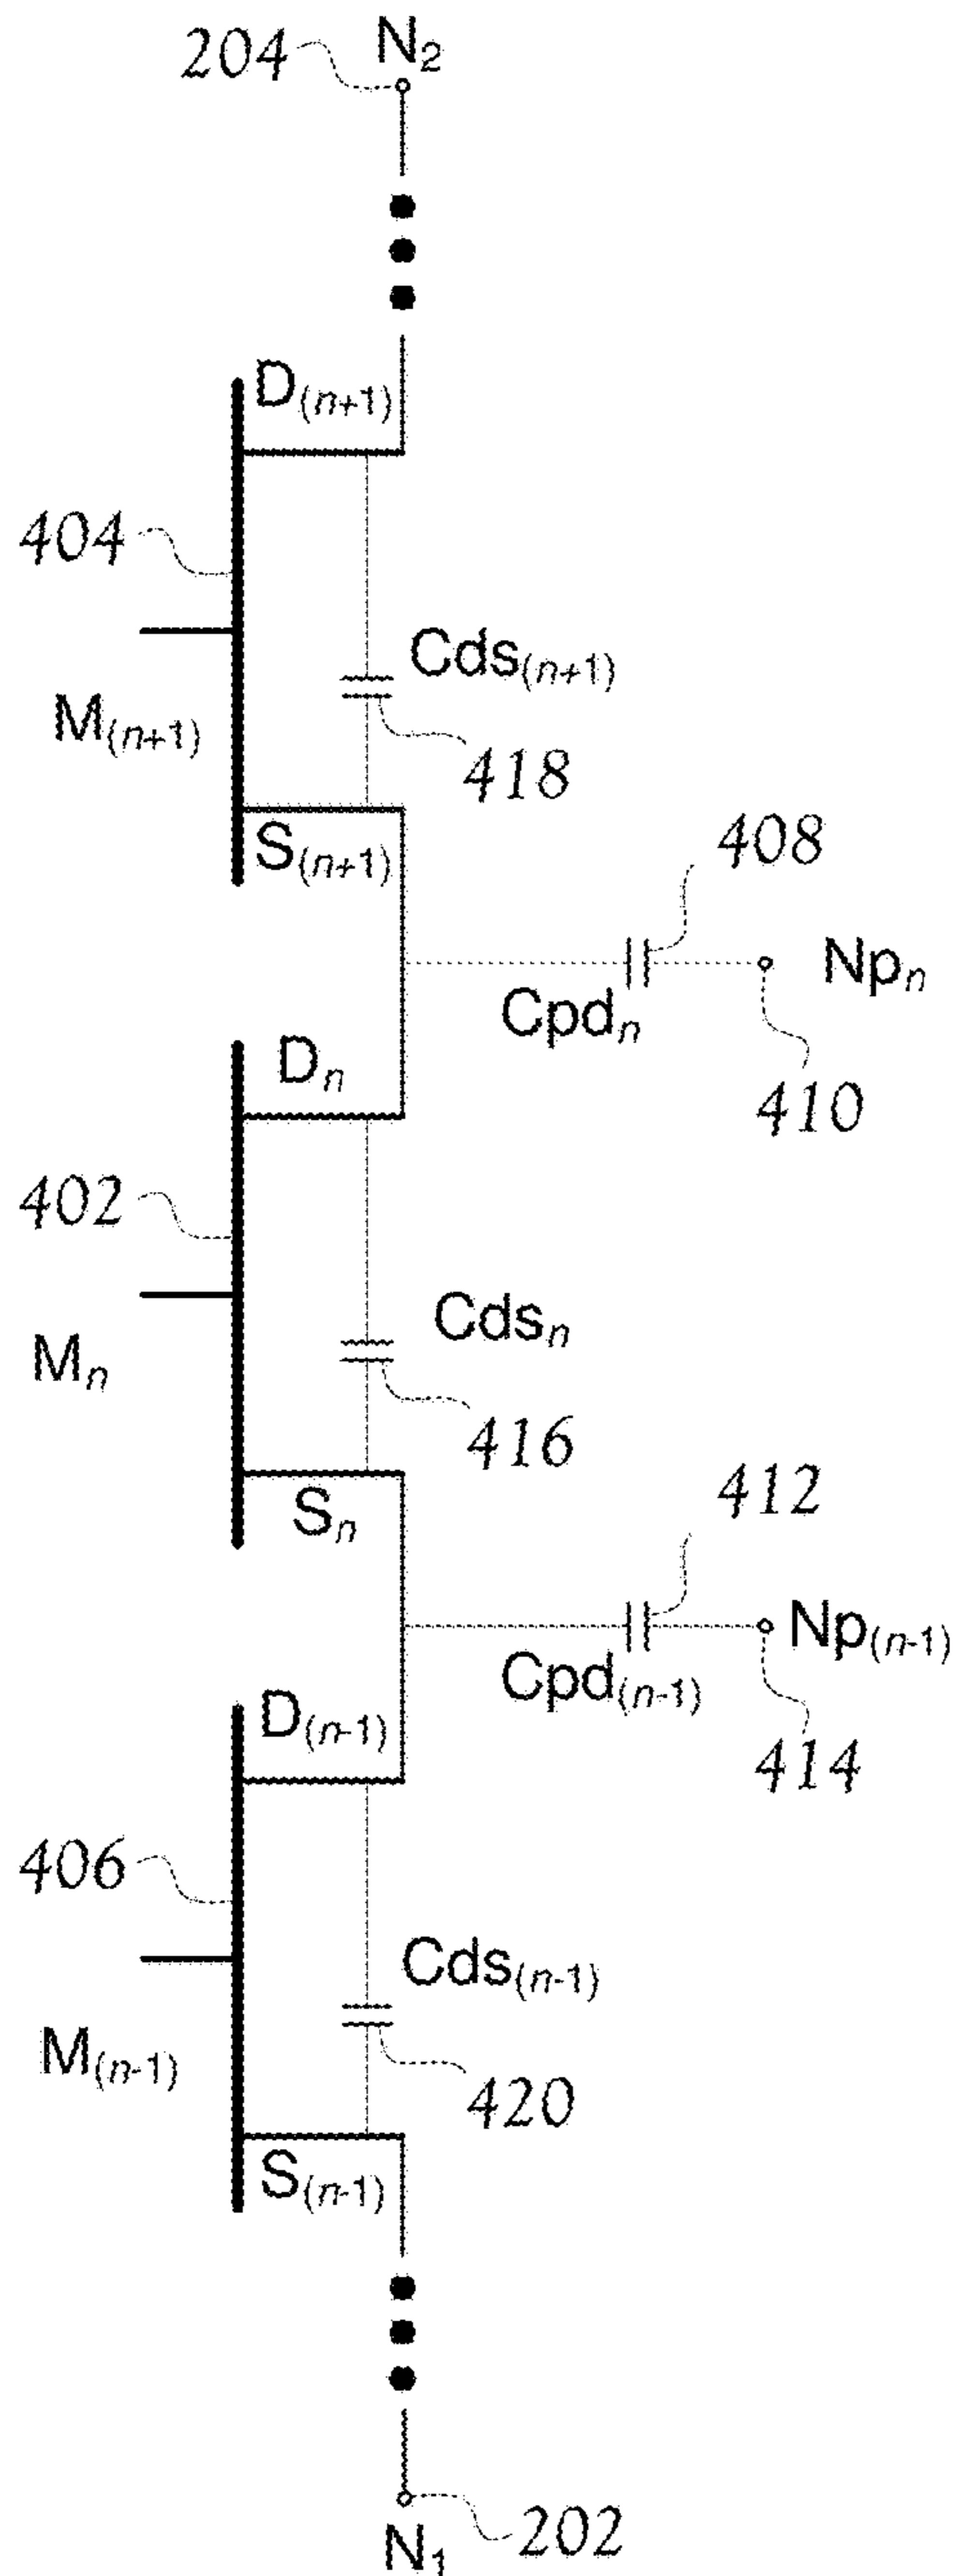 204 N₂
D₍ₙ₊₁₎
404
Cds₍ₙ₊₁₎
M₍ₙ₊₁₎
418
S₍ₙ₊₁₎
408
Npₙ
Cpdₙ
Dₙ
410
402
Cdsₙ
Mₙ
416
412
Sₙ
Np₍ₙ₋₁₎
Cpd₍ₙ₋₁₎
D₍ₙ₋₁₎
414
406
Cds₍ₙ₋₁₎
M₍ₙ₋₁₎
420
S₍ₙ₋₁₎
202
N₁